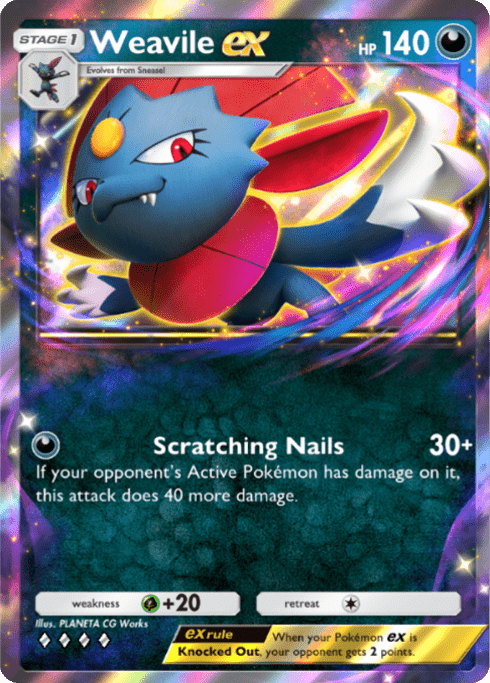 STAGE 1 Weavile ex HP 140
Evolves from Sneasel
Scratching Nails 30+
If your opponent's Active Pokémon has damage on it,
this attack does 40 more damage.
weakness +20 retreat
Illus. PLANETA CG Works
ex rule When your Pokémon ex is
Knocked Out, your opponent gets 2 points.